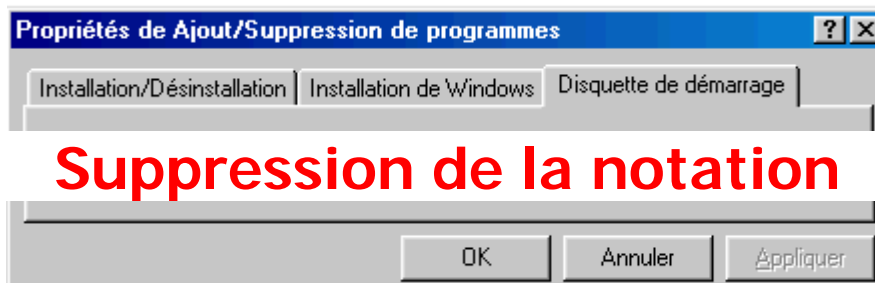 Propriétés de Ajout/Suppression de programmes
Installation/Désinstallation Installation de Windows Disquette de démarrage
Suppression de la notation
OK Annuler Appliquer